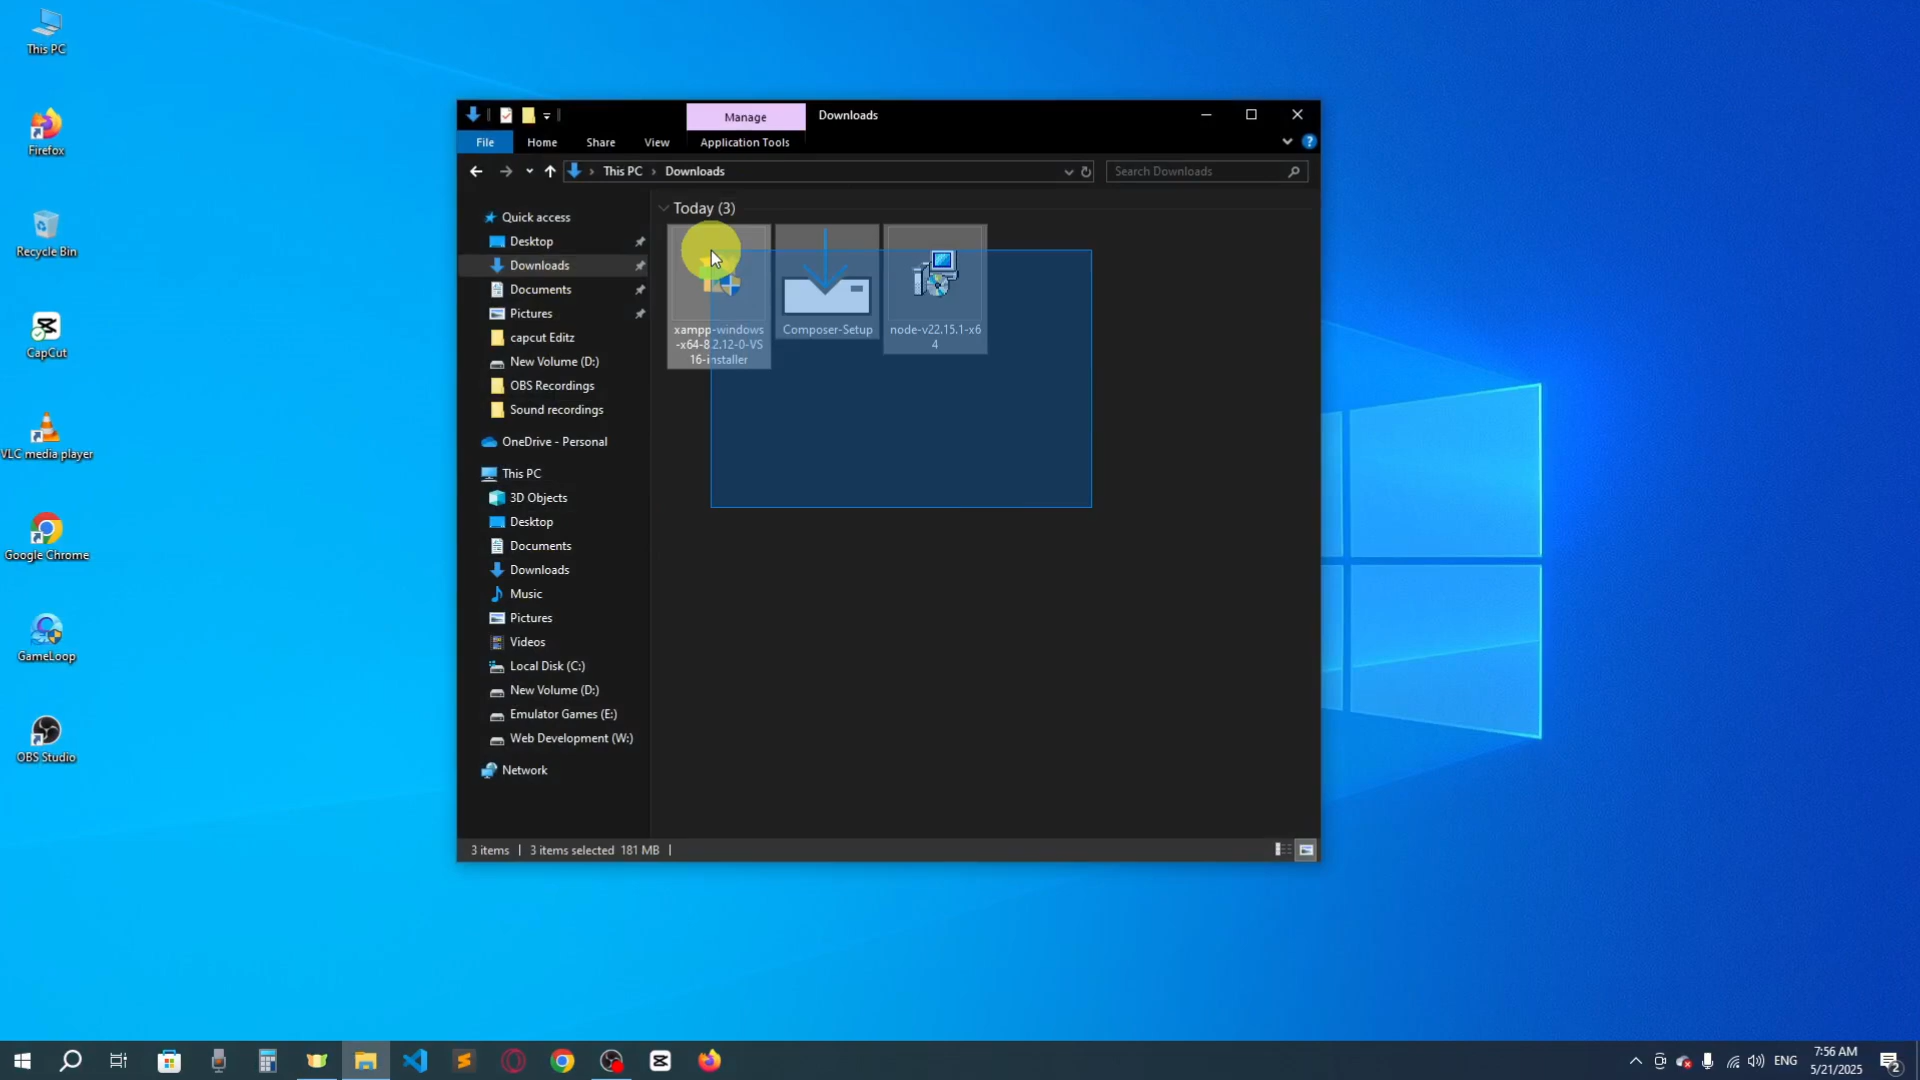 This PC
Firefox
Recycle Bin
CapCut
VLC media player
Google Chrome
GameLoop
OBS Studio
Manage
Downloads
File
Home
Share
View
Application Tools
This PC
Downloads
Search Downloads
Quick access
Desktop
Downloads
Documents
Pictures
capcut Editz
New Volume (D:)
OBS Recordings
Sound recordings
OneDrive - Personal
This PC
3D Objects
Desktop
Documents
Downloads
Music
Pictures
Videos
Local Disk (C:)
New Volume (D:)
Emulator Games (E:)
Web Development (W:)
Network
Today (3)
xampp-windows
-x64-8.2.12-0-VS
16-installer
Composer-Setup
node-v22.15.1-x6
4
3 items
3 items selected 181 MB
ENG
7:56 AM
5/21/2025
2